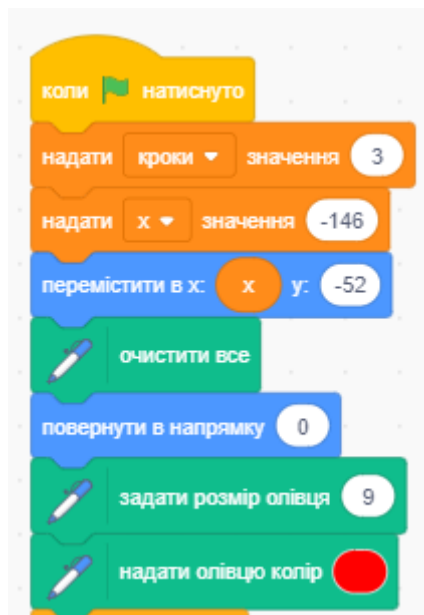 коли натиснуто
надати кроки значення 3
надати x значення -146
перемістити в x: x y: -52
очистити все
повернути в напрямку 0
задати розмір олівця 9
надати олівцю колір